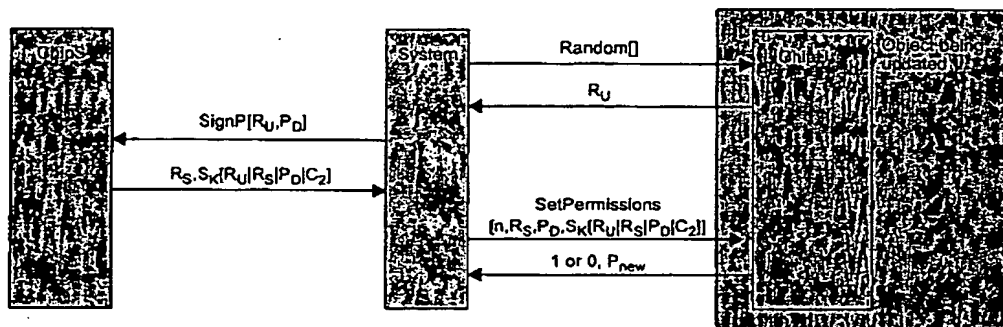 ChipS
System
Random[]
ChipU
Object being
updated
R_U
SignP[R_U,P_D]
R_S,S_K[R_U|R_S|P_D|C_2]
SetPermissions
[n,R_S,P_D,S_K[R_U|R_S|P_D|C_2]]
1 or 0, P_new